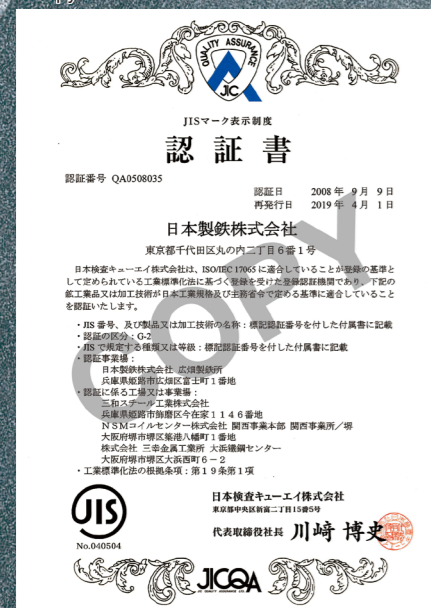 QUALITY ASSURANCE
JIC
JISマーク表示制度
認 証 書
認証番号 QA0508035
認証日 2008年 9月 9日
再発行日 2019年 4月 1日
日本製鉄株式会社
東京都千代田区丸の内二丁目6番1号
日本検査キューエイ株式会社は、ISO/IEC 17065に適合していることが登録の基準と
して定められている工業標準化法に基づく登録を受けた登録認証機関であり、下記の
鉱工業品又は加工技術が日本工業規格及び主務省令で定める基準に適合していること
を認証いたします。
・JIS番号、及び製品又は加工技術の名称:標記認証番号を付した付属書に記載
・認証の区分:G-2
・JISで規定する種類又は等級:標記認証番号を付した付属書に記載
・認証事業場:
日本製鉄株式会社 広畑製鉄所
兵庫県姫路市広畑区富士町1番地
・認証に係る工場又は事業場:
三和スチール工業株式会社
兵庫県姫路市飾磨区今在家1146番地
NSMコイルセンター株式会社 関西事業本部 関西事業所/堺
大阪府堺市堺区築港八幡町1番地
株式会社 三幸金属工業所 大浜鐵鋼センター
大阪府堺市堺区大浜西町6-2
・工業標準化法の根拠条項:第19条第1項
COPY
JIS
No.040504
日本検査キューエイ株式会社
東京都中央区新富二丁目15番5号
代表取締役社長 川﨑 博史
JICQA
JIC QUALITY ASSURANCE LTD.